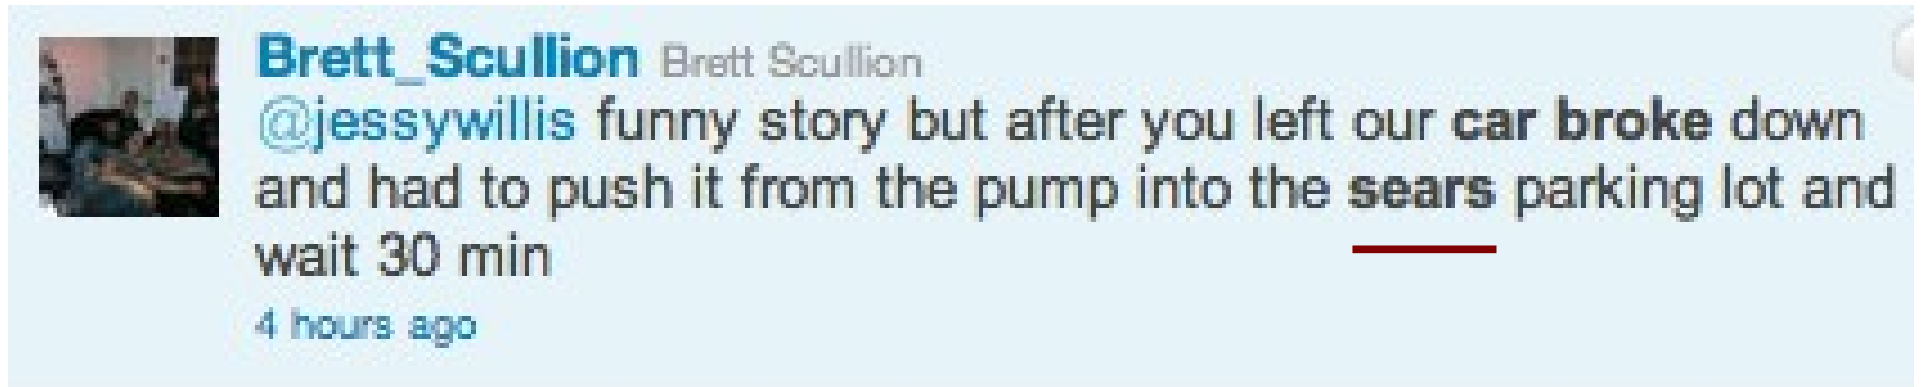 Brett_Scullion Brett Scullion
@jessywillis funny story but after you left our car broke down
and had to push it from the pump into the sears parking lot and
wait 30 min
4 hours ago